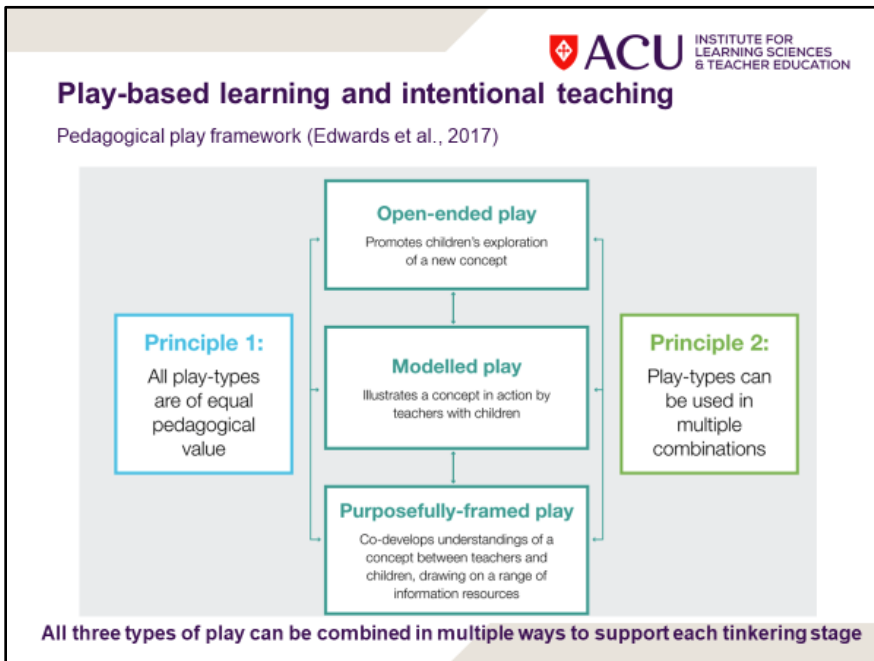 ACU
INSTITUTE FOR
LEARNING SCIENCES
& TEACHER EDUCATION
Play-based learning and intentional teaching
Pedagogical play framework (Edwards et al., 2017)
Open-ended play
Promotes children's exploration
of a new concept
Principle 1:
All play-types
are of equal
pedagogical
value
Modelled play
Illustrates a concept in action by
teachers with children
Principle 2:
Play-types can
be used in
multiple
combinations
Purposefully-framed play
Co-develops understandings of a
concept between teachers and
children, drawing on a range of
information resources
All three types of play can be combined in multiple ways to support each tinkering stage